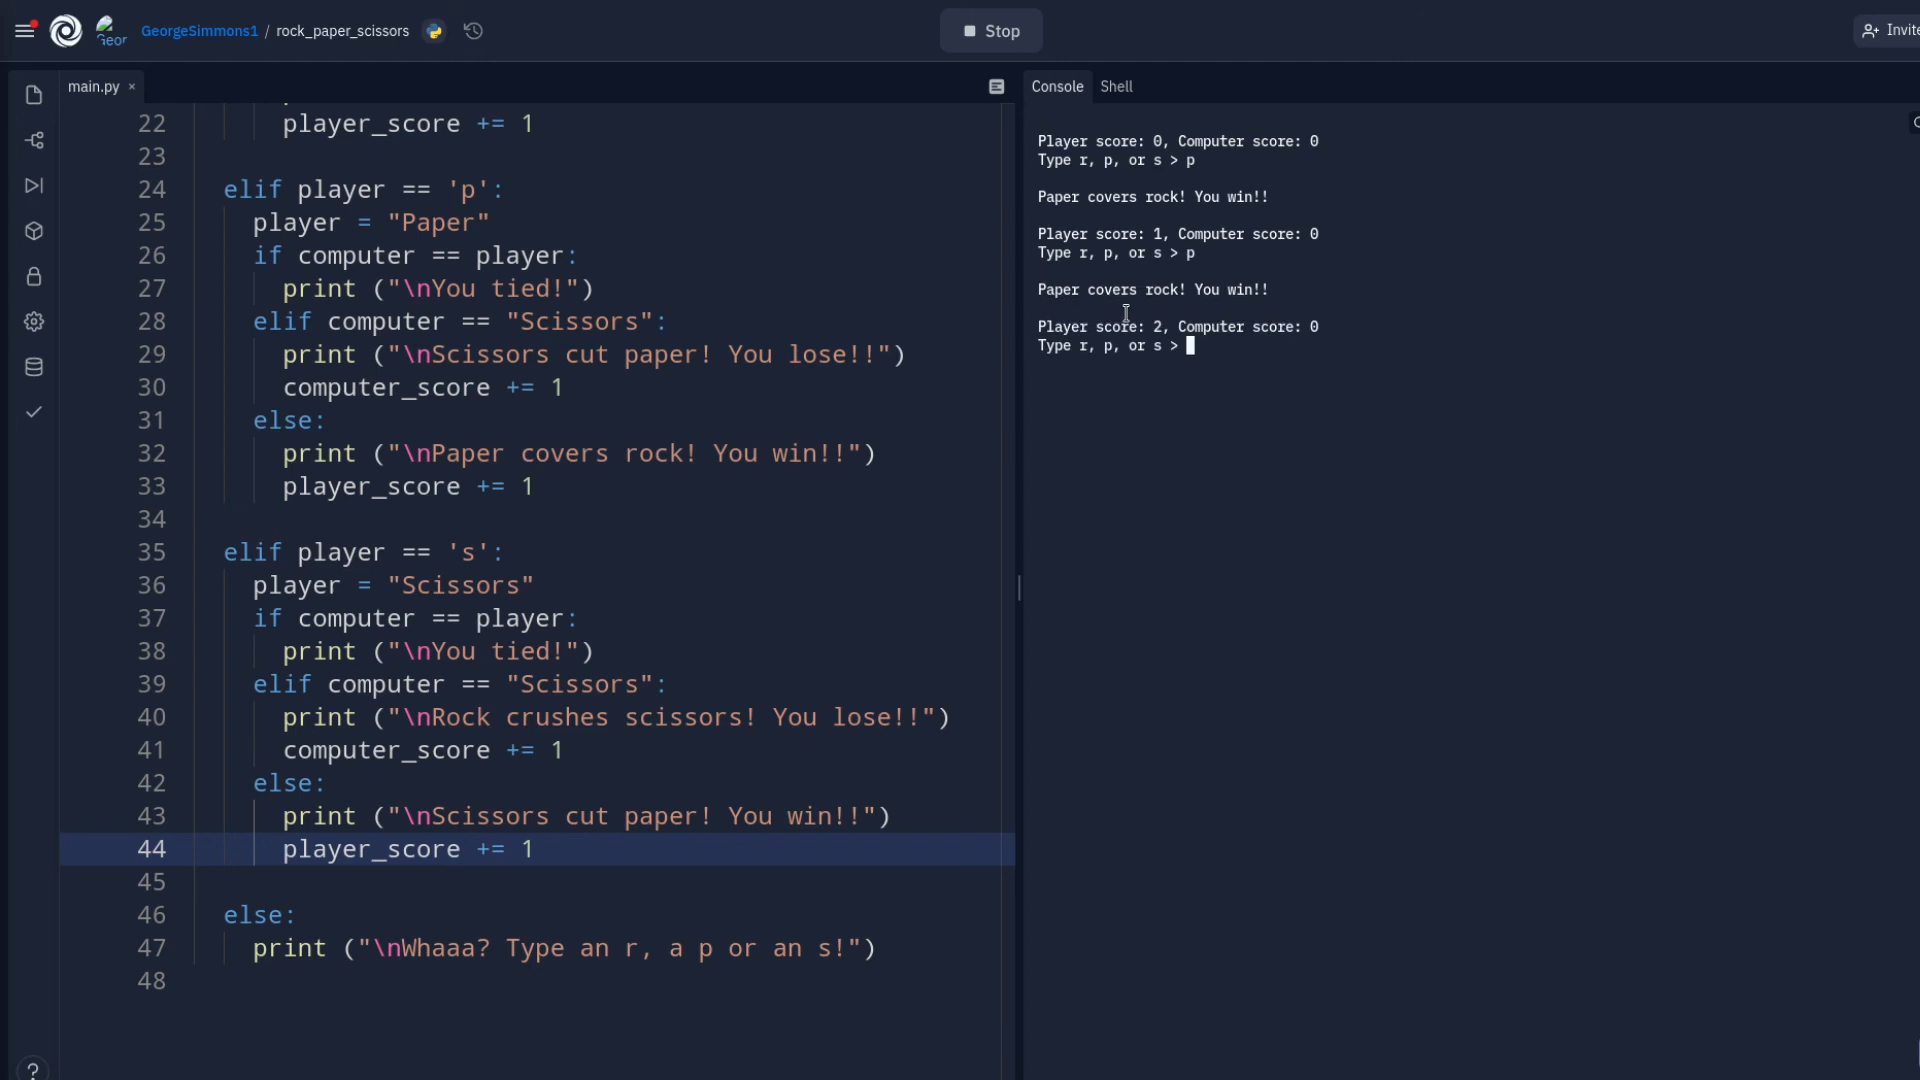 Geor
GeorgeSimmons1 / rock_paper_scissors
Stop
Invite
main.py ×
22 player_score += 1
23
24 elif player == 'p':
25 player = "Paper"
26 if computer == player:
27 print ("\nYou tied!")
28 elif computer == "Scissors":
29 print ("\nScissors cut paper! You lose!!")
30 computer_score += 1
31 else:
32 print ("\nPaper covers rock! You win!!")
33 player_score += 1
34
35 elif player == 's':
36 player = "Scissors"
37 if computer == player:
38 print ("\nYou tied!")
39 elif computer == "Scissors":
40 print ("\nRock crushes scissors! You lose!!")
41 computer_score += 1
42 else:
43 print ("\nScissors cut paper! You win!!")
44 player_score += 1
45
46 else:
47 print ("\nWhaaa? Type an r, a p or an s!")
48
?
Console Shell
Player score: 0, Computer score: 0
Type r, p, or s > p
Paper covers rock! You win!!
Player score: 1, Computer score: 0
Type r, p, or s > p
Paper covers rock! You win!!
Player score: 2, Computer score: 0
Type r, p, or s >